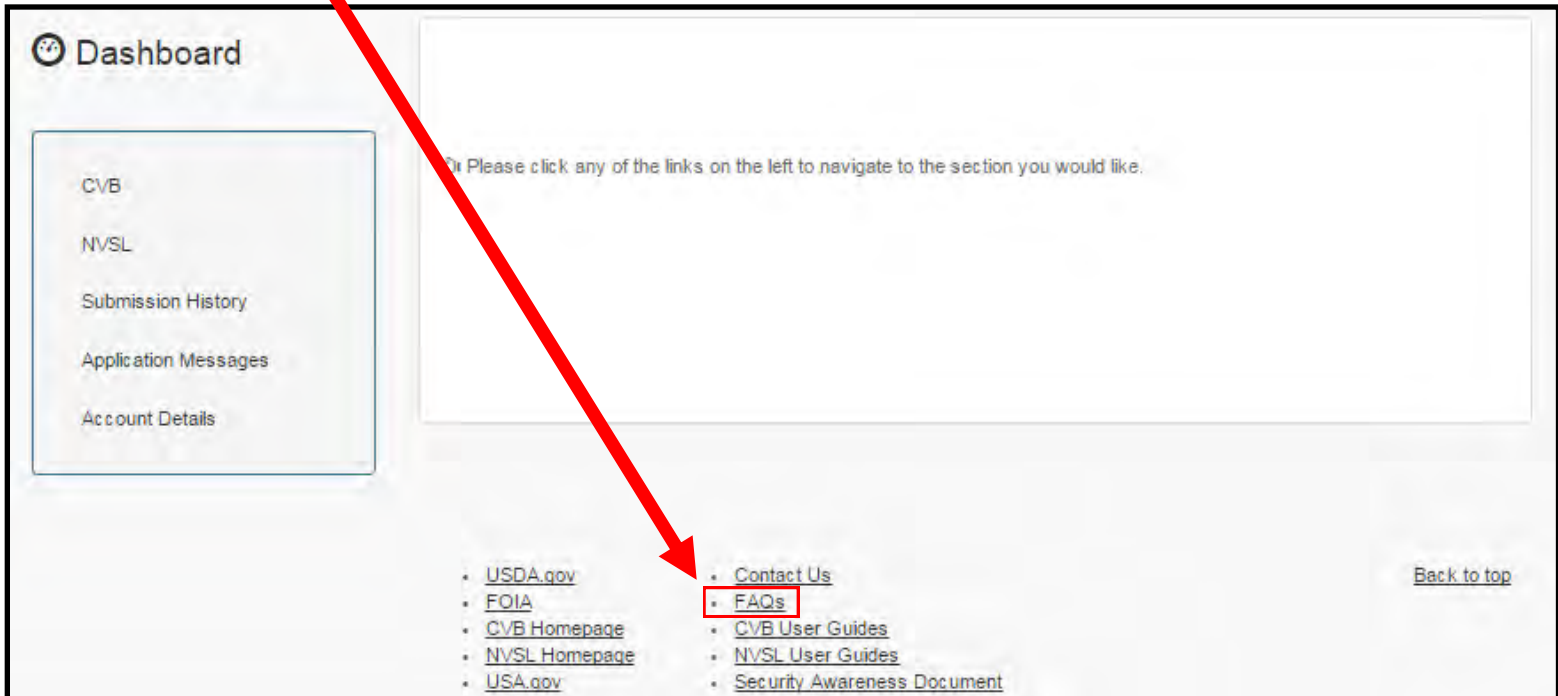 Dashboard
CVB
NVSL
Submission History
Application Messages
Account Details
Please click any of the links on the left to navigate to the section you would like.
USDA.gov
FOIA
CVB Homepage
NVSL Homepage
USA.gov
Contact Us
FAQs
CVB User Guides
NVSL User Guides
Security Awareness Document
Back to top